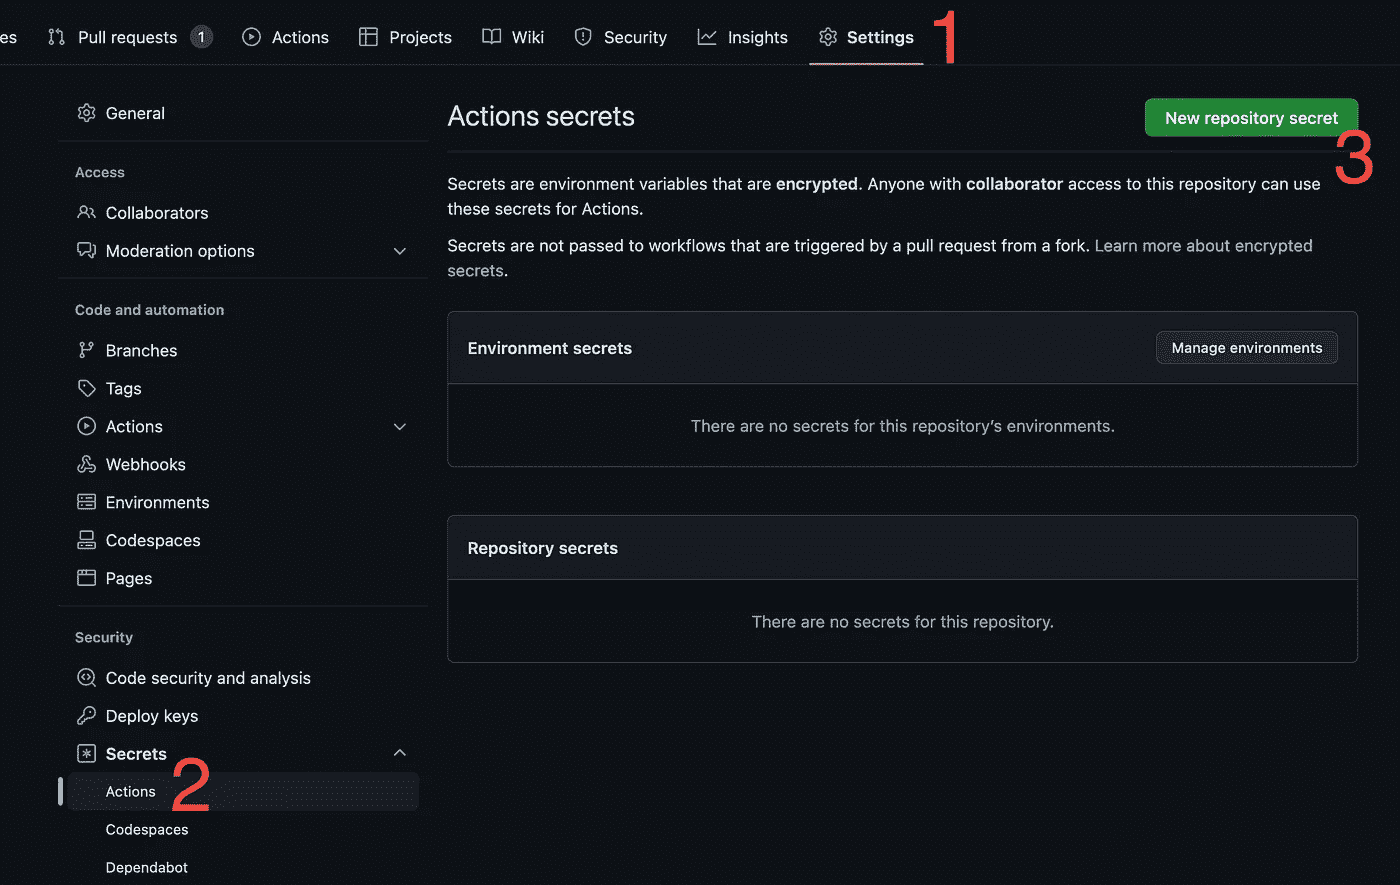 es Pull requests 1 Actions Projects Wiki Security Insights Settings 1
General
Access
Collaborators
Moderation options
Code and automation
Branches
Tags
Actions
Webhooks
Environments
Codespaces
Pages
Security
Code security and analysis
Deploy keys
Secrets
Actions 2
Codespaces
Dependabot
Actions secrets
New repository secret
3
Secrets are environment variables that are encrypted. Anyone with collaborator access to this repository can use
these secrets for Actions.
Secrets are not passed to workflows that are triggered by a pull request from a fork. Learn more about encrypted
secrets.
Environment secrets
Manage environments
There are no secrets for this repository’s environments.
Repository secrets
There are no secrets for this repository.